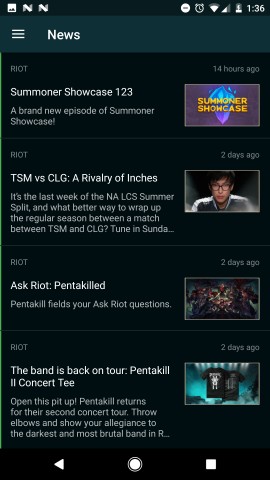 1:36
News
RIOT
14 hours ago
Summoner Showcase 123
A brand new episode of Summoner
Showcase!
SUMMONER
SHOWCASE
RIOT
2 days ago
TSM vs CLG: A Rivalry of Inches
It's the last week of the NA LCS Summer
Split, and what better way to wrap up
the regular season between a match
between TSM and CLG? Tune in Sunda...
RIOT
2 days ago
Ask Riot: Pentakilled
Pentakill fields your Ask Riot questions.
RIOT
2 days ago
The band is back on tour: Pentakill
II Concert Tee
Open this pit up! Pentakill returns
for their second concert tour. Throw
elbows and show your allegiance to
the darkest and most brutal band in R...